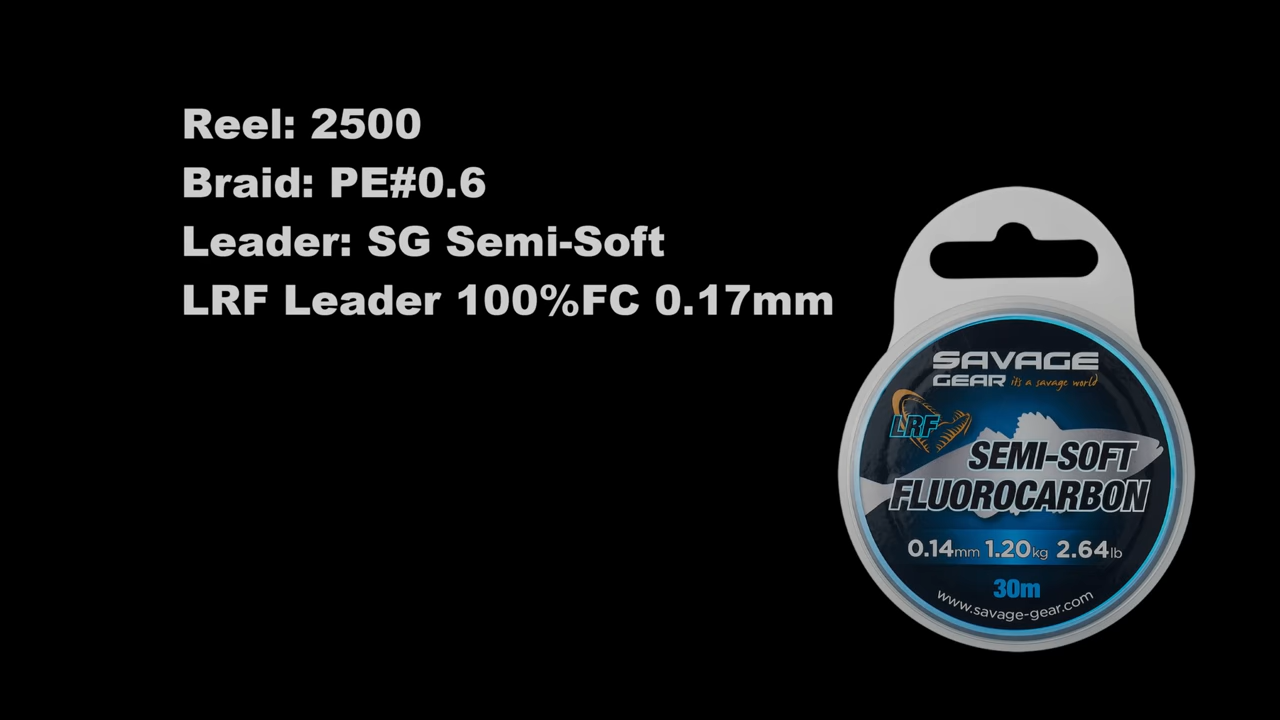 Reel: 2500
Braid: PE#0.6
Leader: SG Semi-Soft
LRF Leader 100%FC 0.17mm
SAVAGE
GEAR it's a savage world
LRF
SEMI-SOFT
FLUOROCARBON
0.14mm 1.20kg 2.64lb
30m
www.savage-gear.com